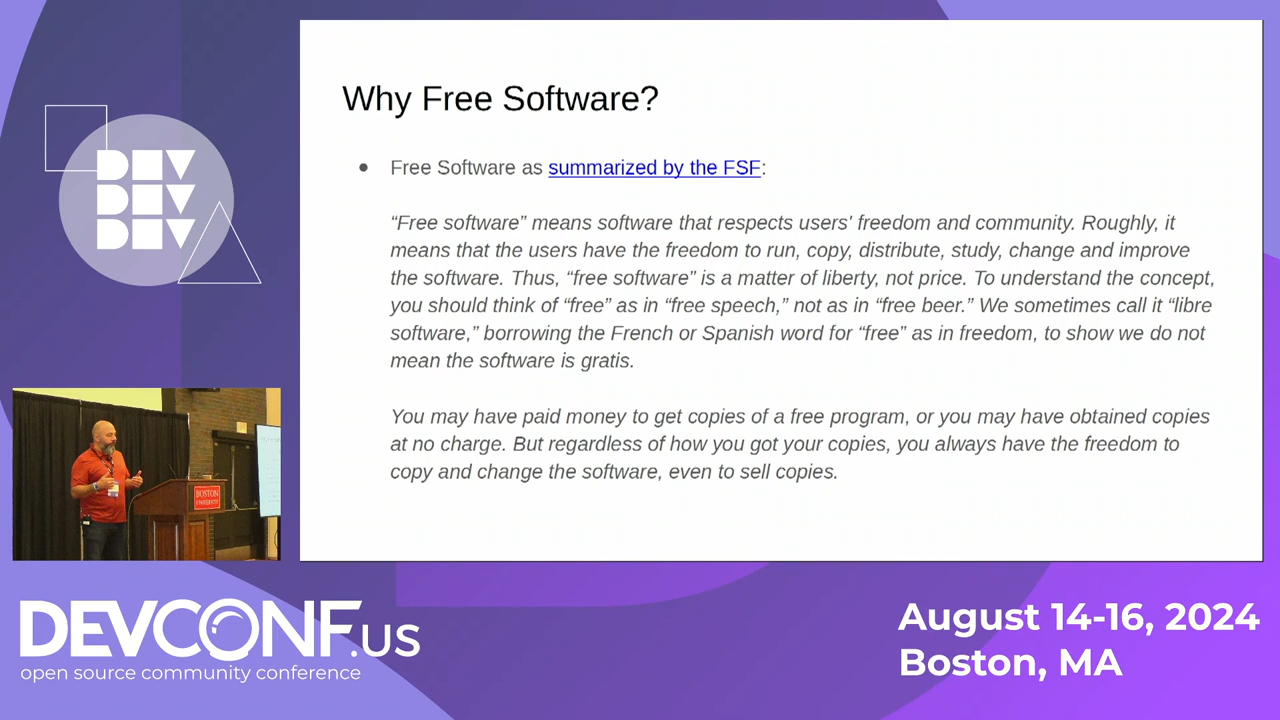 Why Free Software?
● Free Software as summarized by the FSF:
“Free software” means software that respects users' freedom and community. Roughly, it
means that the users have the freedom to run, copy, distribute, study, change and improve
the software. Thus, “free software” is a matter of liberty, not price. To understand the concept,
you should think of “free” as in “free speech,” not as in “free beer.” We sometimes call it “libre
software,” borrowing the French or Spanish word for “free” as in freedom, to show we do not
mean the software is gratis.
You may have paid money to get copies of a free program, or you may have obtained copies
at no charge. But regardless of how you got your copies, you always have the freedom to
copy and change the software, even to sell copies.
DEV
DEV
DEV
BOSTON
UNIVERSITY
DEVCONF.US
open source community conference
August 14-16, 2024
Boston, MA